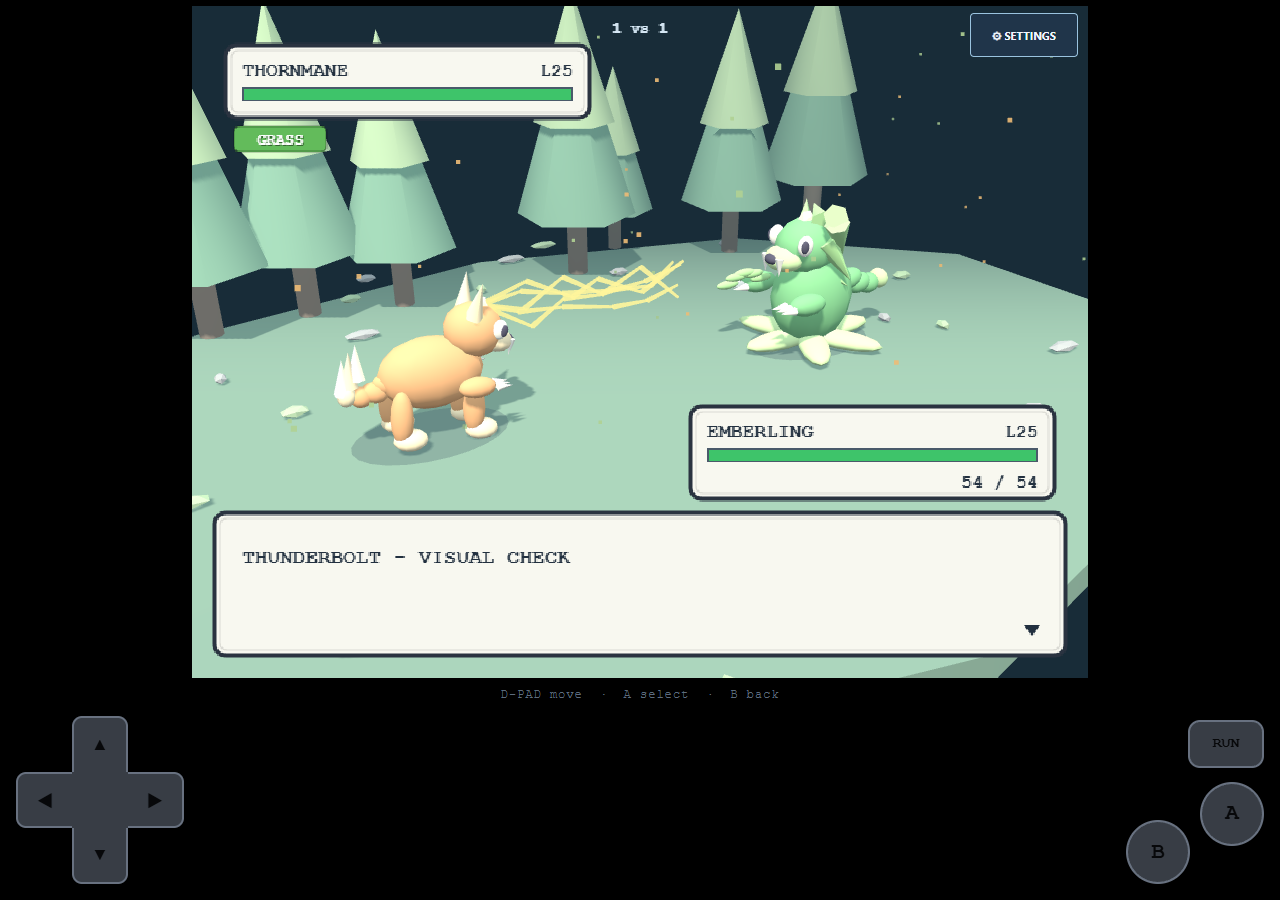 1 vs 1
⚙ SETTINGS
THORNMANE L25
GRASS
EMBERLING L25
54 / 54
THUNDERBOLT - VISUAL CHECK
D-PAD move · A select · B back
RUN
A
B